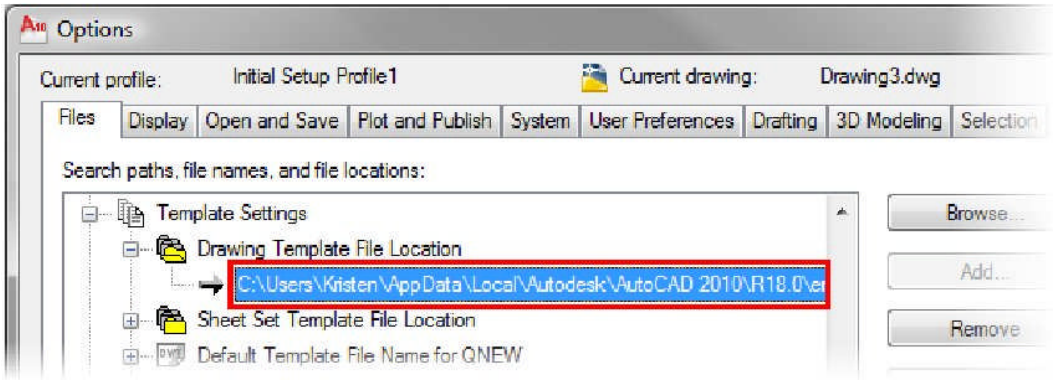 A10 Options
Current profile: Initial Setup Profile1 Current drawing: Drawing3.dwg
Files Display Open and Save Plot and Publish System User Preferences Drafting 3D Modeling Selection
Search paths, file names, and file locations:
Template Settings
Browse...
Drawing Template File Location
C:\Users\Kristen\AppData\Local\Autodesk\AutoCAD 2010\R18.0\en
Add...
Sheet Set Template File Location
Remove
Default Template File Name for QNEW